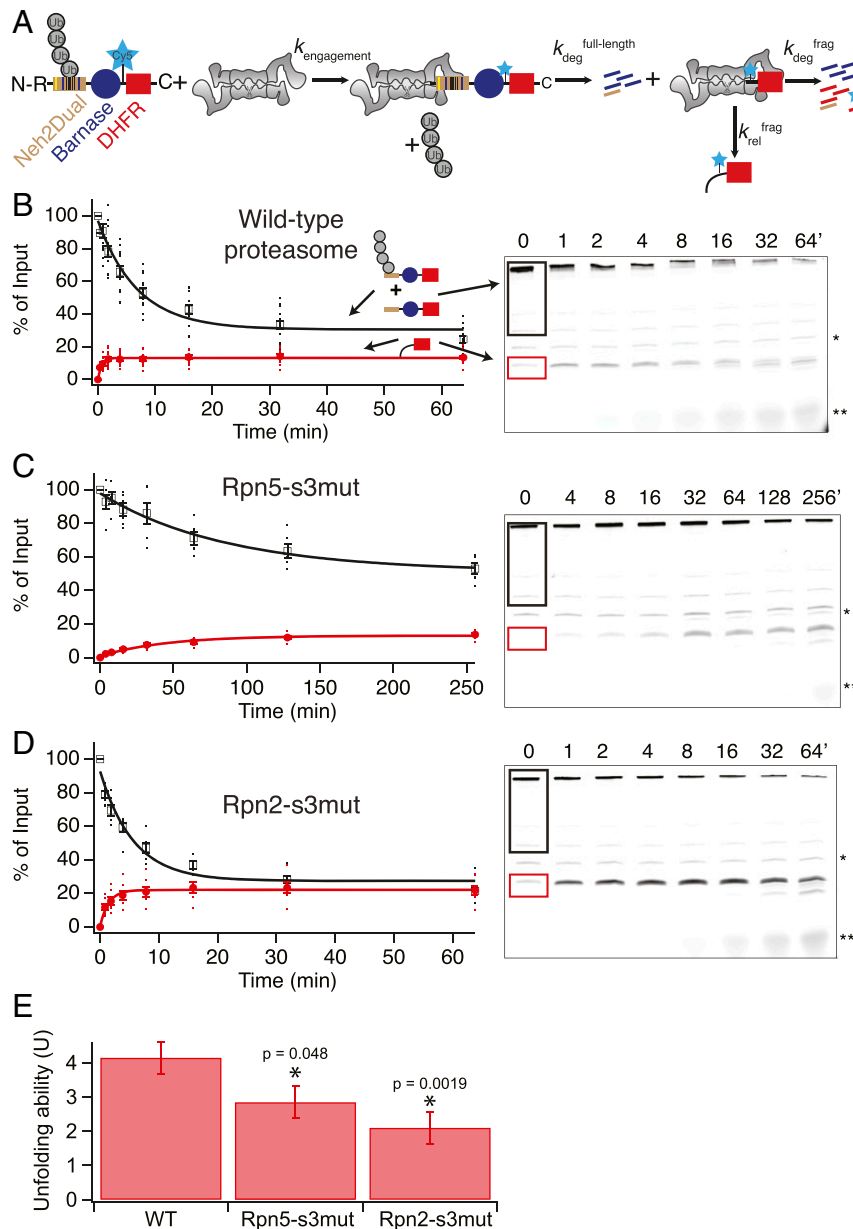 A
Ub
Ub
Ub
Ub
Cy5
N-R
C
+
Neh2Dual
Barnase
DHFR
k engagement
+
C
k deg full-length
+
k deg frag
k rel frag
B
Wild-type proteasome
% of Input
100
80
60
40
20
0
0 10 20 30 40 50 60
Time (min)
+
0 1 2 4 8 16 32 64'
*
**
C
Rpn5-s3mut
% of Input
100
80
60
40
20
0
0 50 100 150 200 250
Time (min)
0 4 8 16 32 64 128 256'
*
**
D
Rpn2-s3mut
% of Input
100
80
60
40
20
0
0 10 20 30 40 50 60
Time (min)
0 1 2 4 8 16 32 64'
*
**
E
Unfolding ability (U)
4
3
2
1
0
p = 0.048
*
p = 0.0019
*
WT Rpn5-s3mut Rpn2-s3mut